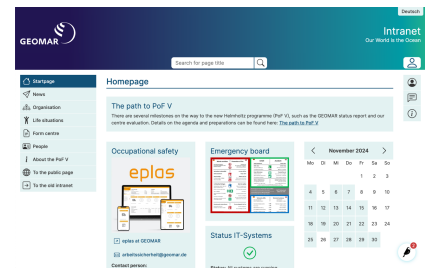 Deutsch
GEOMAR
Intranet
Our World is the Ocean
Search for page title
Startpage
News
Organisation
Life situations
Form centre
People
About the PoF V
To the public page
To the old intranet
Homepage
The path to PoF V
There are several milestones on the way to the new Helmholtz programme (PoF V), such as the GEOMAR status report and our
centre evaluation. Details on the agenda and preparations can be found here: The path to PoF V
Occupational safety
eplas
eplas at GEOMAR
arbeitssicherheit@geomar.de
Contact person:
Emergency board
Status IT-Systems
November 2024
Mo Di Mi Do Fr Sa So
1 2 3
4 5 6 7 8 9 10
11 12 13 14 15 16 17
18 19 20 21 22 23 24
25 26 27 28 29 30